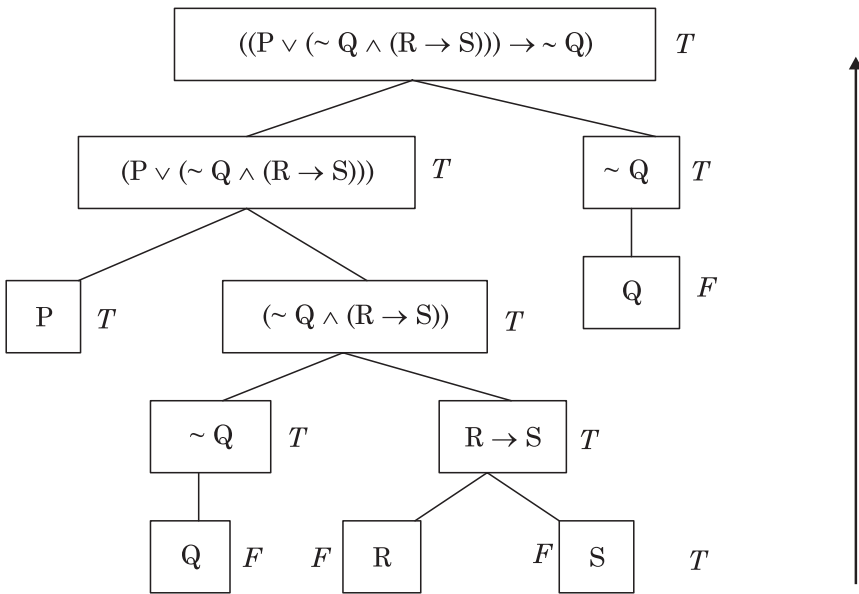 ((P ∨ (~ Q ∧ (R → S))) → ~ Q) T
(P ∨ (~ Q ∧ (R → S))) T ~ Q T
Q F
P T (~ Q ∧ (R → S)) T
~ Q T R → S T
Q F F R F S T